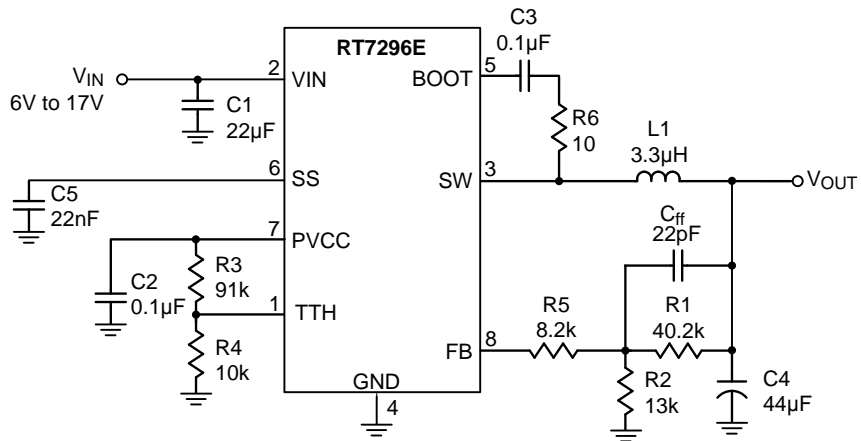 RT7296E
C3
0.1µF
V_IN
6V to 17V
2
VIN
5
BOOT
C1
22µF
R6
10
L1
3.3µH
6
SS
3
SW
V_OUT
C5
22nF
C_ff
22pF
7
PVCC
R3
91k
C2
0.1µF
1
TTH
R5
8.2k
R1
40.2k
8
FB
R4
10k
R2
13k
C4
44µF
GND
4